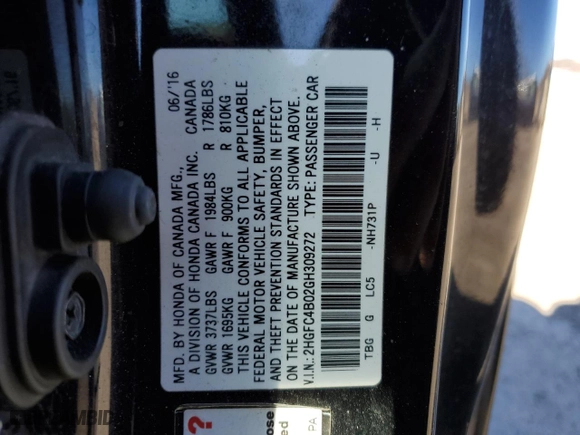 MFD. BY HONDA OF CANADA MFG., 06/'16
A DIVISION OF HONDA CANADA INC. CANADA
GVWR 3737LBS GAWR F 1984LBS R 1786LBS
GVWR 1695KG GAWR F 900KG R 810KG
THIS VEHICLE CONFORMS TO ALL APPLICABLE
FEDERAL MOTOR VEHICLE SAFETY, BUMPER,
AND THEFT PREVENTION STANDARDS IN EFFECT
ON THE DATE OF MANUFACTURE SHOWN ABOVE.
V.I.N.: 2HGFC4B02GH309272 TYPE: PASSENGER CAR
TBG G LC5 -NH731P -U -H
?
PA